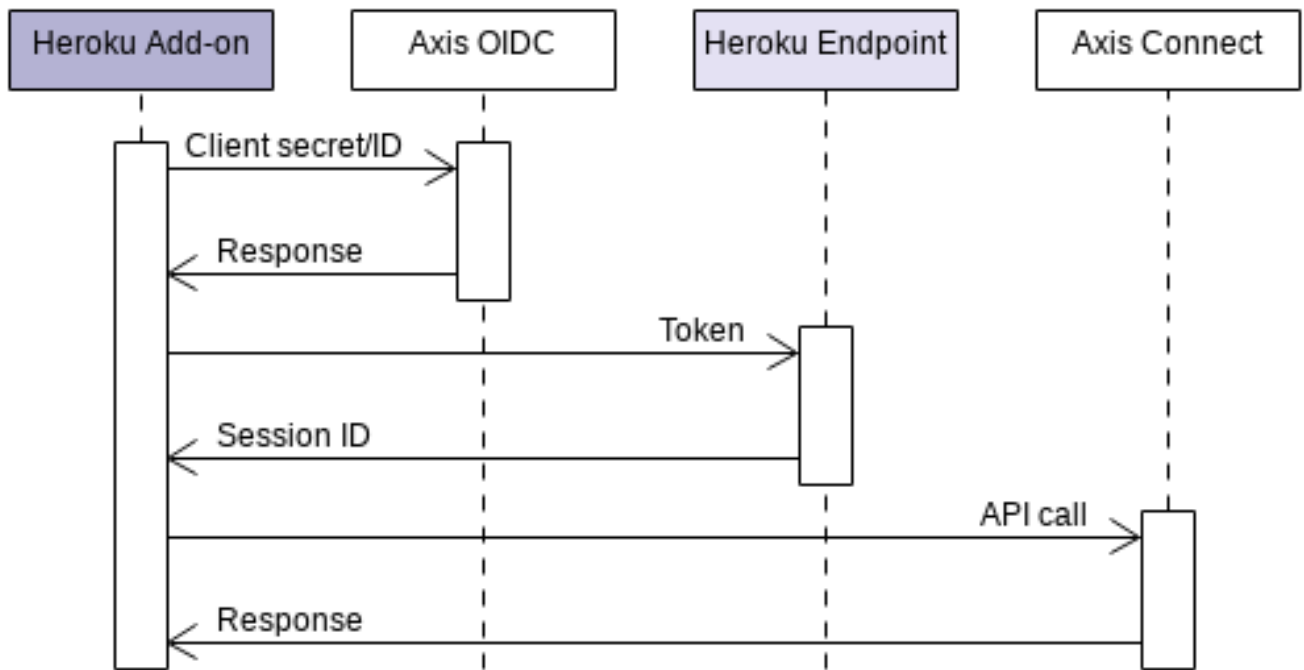 Heroku Add-on
Axis OIDC
Heroku Endpoint
Axis Connect
Client secret/ID
Response
Token
Session ID
API call
Response